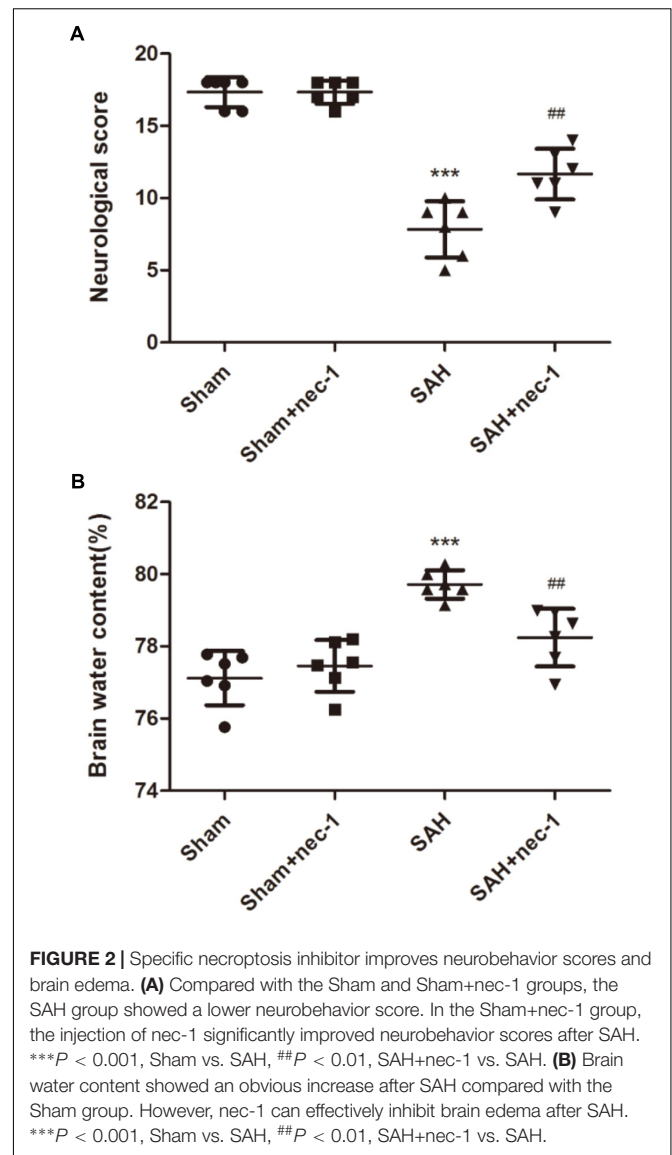 A
Neurological score
20
15
10
5
0
***
##
Sham
Sham+nec-1
SAH
SAH+nec-1
B
Brain water content(%)
82
80
78
76
74
***
##
Sham
Sham+nec-1
SAH
SAH+nec-1
FIGURE 2 | Specific necroptosis inhibitor improves neurobehavior scores and
brain edema. (A) Compared with the Sham and Sham+nec-1 groups, the
SAH group showed a lower neurobehavior score. In the Sham+nec-1 group,
the injection of nec-1 significantly improved neurobehavior scores after SAH.
***P < 0.001, Sham vs. SAH, ##P < 0.01, SAH+nec-1 vs. SAH. (B) Brain
water content showed an obvious increase after SAH compared with the
Sham group. However, nec-1 can effectively inhibit brain edema after SAH.
***P < 0.001, Sham vs. SAH, ##P < 0.01, SAH+nec-1 vs. SAH.